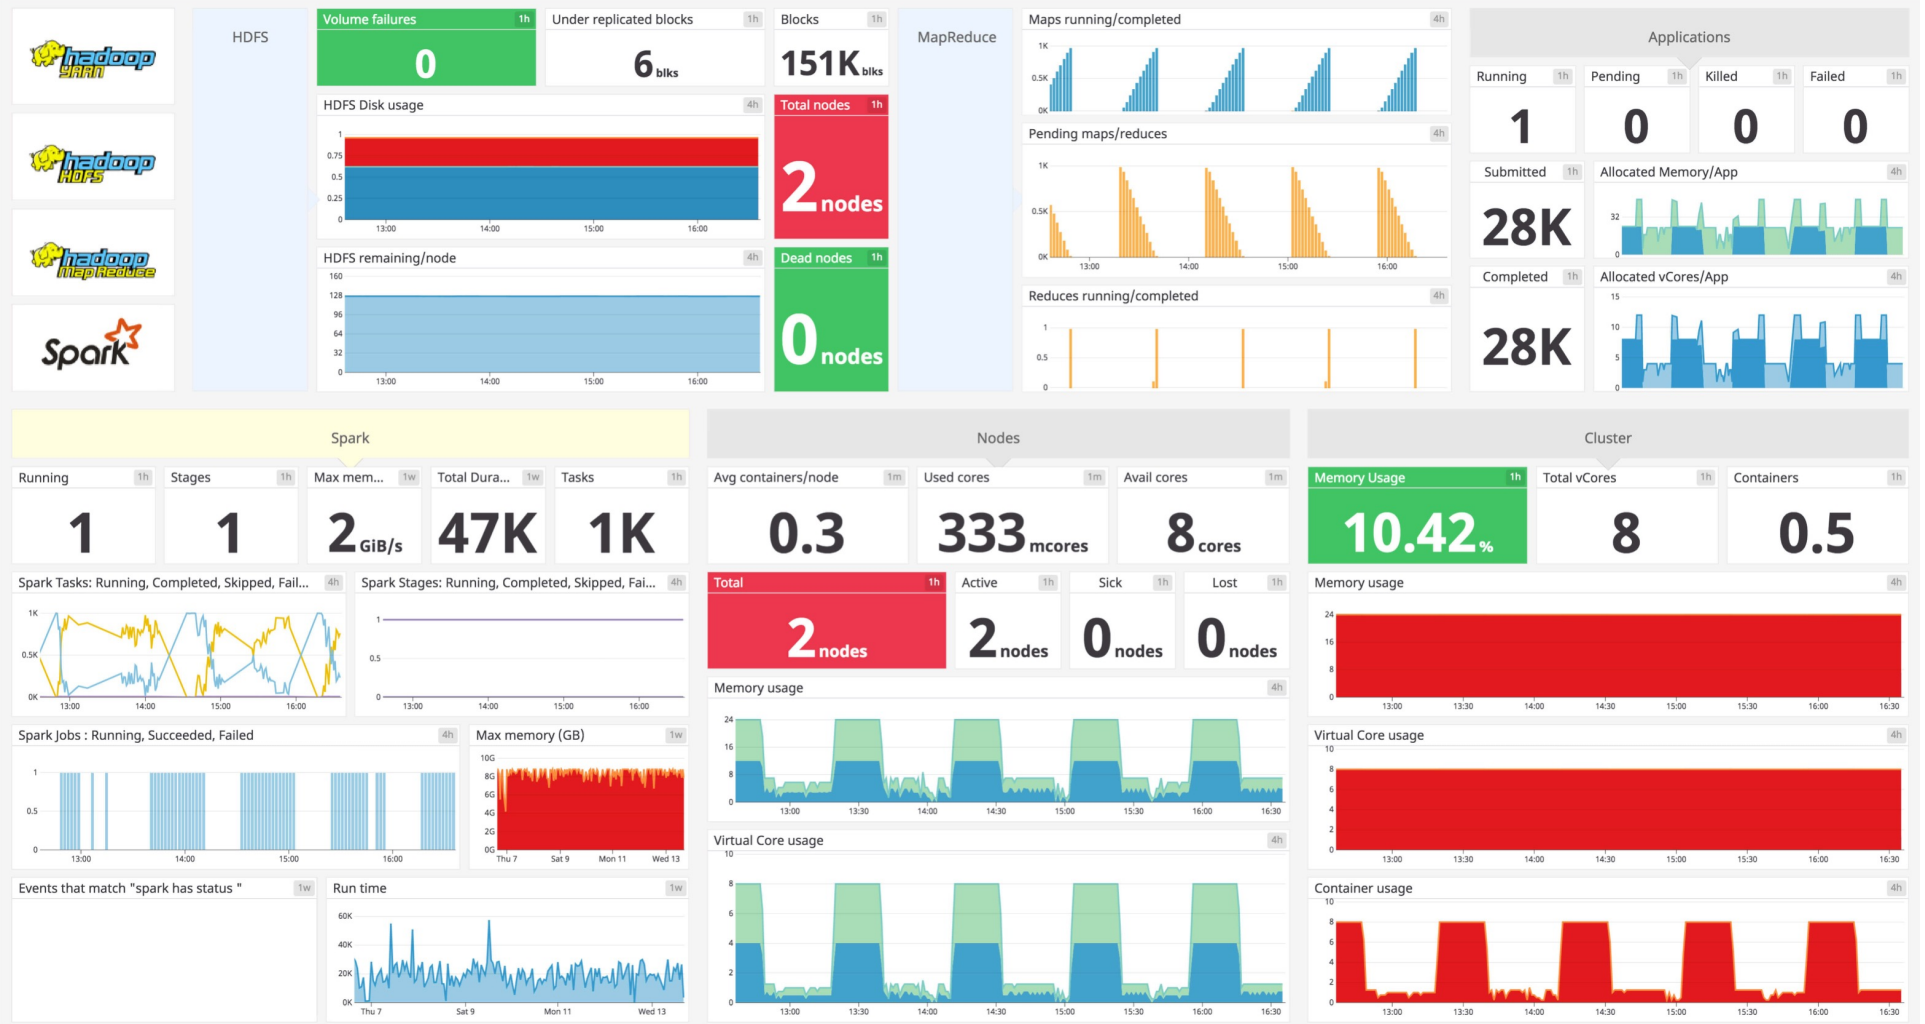 hadoop
YARN
hadoop
HDFS
hadoop
Map Reduce
Spark
HDFS
Volume failures 1h
0
Under replicated blocks 1h
6 blks
Blocks 1h
151K blks
HDFS Disk usage 4h
1
0.75
0.5
0.25
0
13:00 14:00 15:00 16:00
Total nodes 1h
2 nodes
HDFS remaining/node 4h
160
128
96
64
32
0
13:00 14:00 15:00 16:00
Dead nodes 1h
0 nodes
MapReduce
Maps running/completed 4h
1K
0.5K
0K
Pending maps/reduces 4h
1K
0.5K
0K
13:00 14:00 15:00 16:00
Reduces running/completed 4h
1
0.5
0
Applications
Running 1h
1
Pending 1h
0
Killed 1h
0
Failed 1h
0
Submitted 1h
28K
Allocated Memory/App 4h
32
0
Completed 1h
28K
Allocated vCores/App 4h
15
10
5
0
Spark
Running 1h
1
Stages 1h
1
Max mem... 1w
2 GiB/s
Total Dura... 1w
47K
Tasks 1h
1K
Spark Tasks: Running, Completed, Skipped, Fail... 4h
1K
0.5K
0K
13:00 14:00 15:00 16:00
Spark Stages: Running, Completed, Skipped, Fai... 4h
1
0.5
0
13:00 14:00 15:00 16:00
Spark Jobs : Running, Succeeded, Failed 4h
1
0.5
0
13:00 14:00 15:00 16:00
Max memory (GB) 1w
10G
8G
6G
4G
2G
0G
Thu 7 Sat 9 Mon 11 Wed 13
Events that match "spark has status " 1w
Run time 1w
60K
40K
20K
0K
Thu 7 Sat 9 Mon 11 Wed 13
Nodes
Avg containers/node 1m
0.3
Used cores 1m
333 mcores
Avail cores 1m
8 cores
Total 1h
2 nodes
Active 1h
2 nodes
Sick 1h
0 nodes
Lost 1h
0 nodes
Memory usage 4h
24
16
8
0
13:00 13:30 14:00 14:30 15:00 15:30 16:00 16:30
Virtual Core usage 4h
10
8
6
4
2
0
13:00 13:30 14:00 14:30 15:00 15:30 16:00 16:30
Cluster
Memory Usage 1h
10.42 %
Total vCores 1h
8
Containers 1h
0.5
Memory usage 4h
24
16
8
0
13:00 13:30 14:00 14:30 15:00 15:30 16:00 16:30
Virtual Core usage 4h
10
8
6
4
2
0
13:00 13:30 14:00 14:30 15:00 15:30 16:00 16:30
Container usage 4h
10
8
6
4
2
0
13:00 13:30 14:00 14:30 15:00 15:30 16:00 16:30